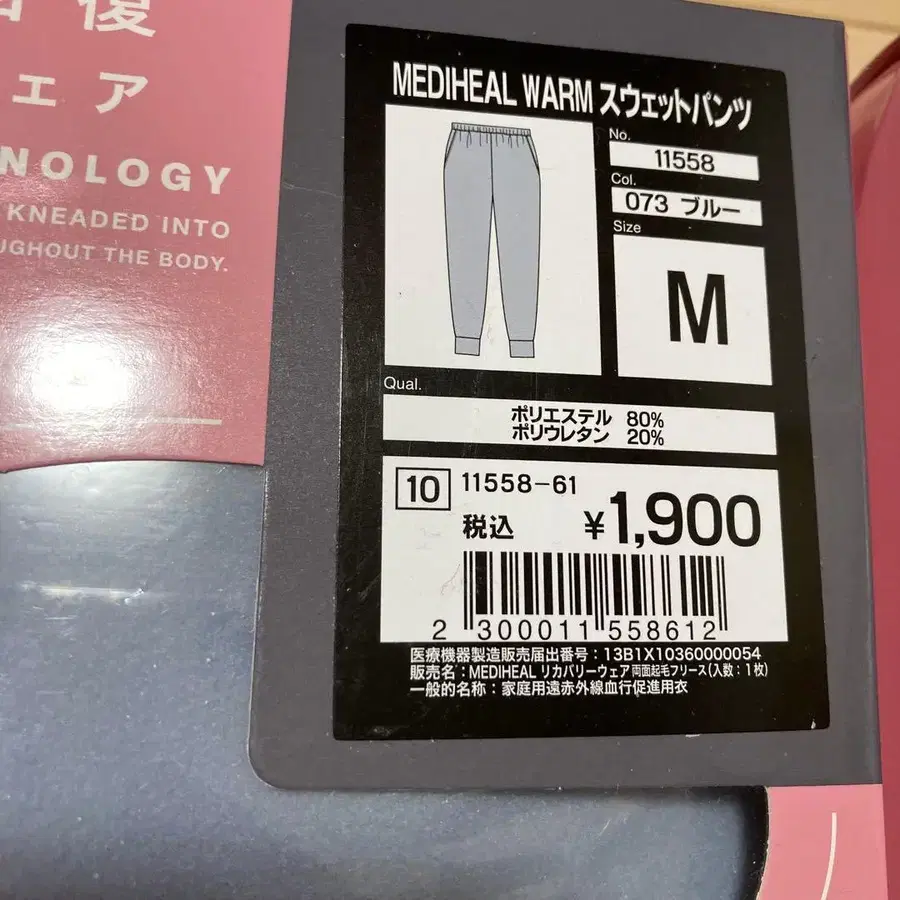 復
ェア
NOLOGY
KNEADED INTO
UGHOUT THE BODY.
MEDIHEAL WARM スウェットパンツ
No.
11558
Col.
073 ブルー
Size
M
Qual.
ポリエステル 80%
ポリウレタン 20%
10 11558-61
税込 ¥1,900
2 300011 558612
医療機器製造販売届出番号:13B1X10360000054
販売名:MEDIHEAL リカバリーウェア両面起毛フリース(入数:1枚)
一般的名称:家庭用遠赤外線血行促進用衣